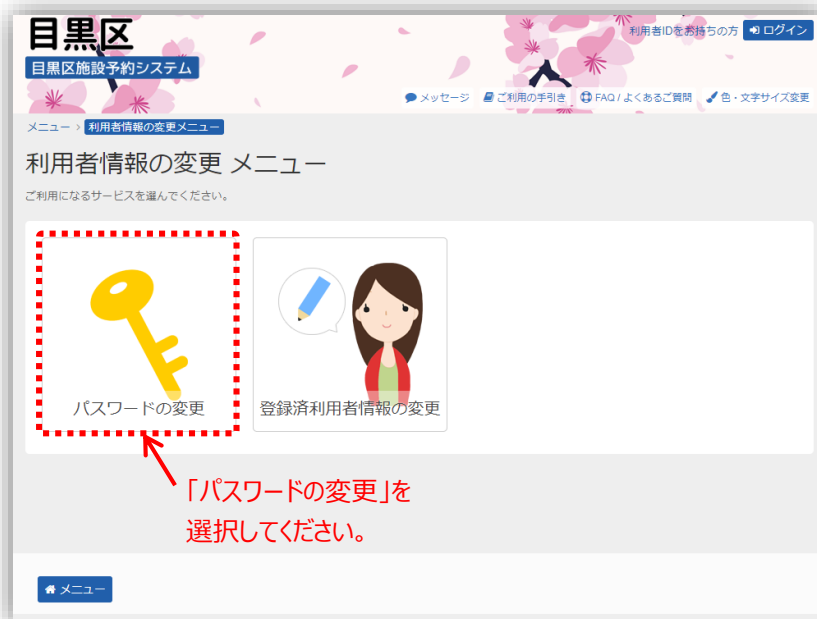 目黒区
目黒区施設予約システム
利用者IDをお持ちの方 ログイン
メッセージ ご利用の手引き FAQ / よくあるご質問 色・文字サイズ変更
メニュー > 利用者情報の変更メニュー
利用者情報の変更 メニュー
ご利用になるサービスを選んでください。
パスワードの変更 登録済利用者情報の変更
「パスワードの変更」を
選択してください。
メニュー